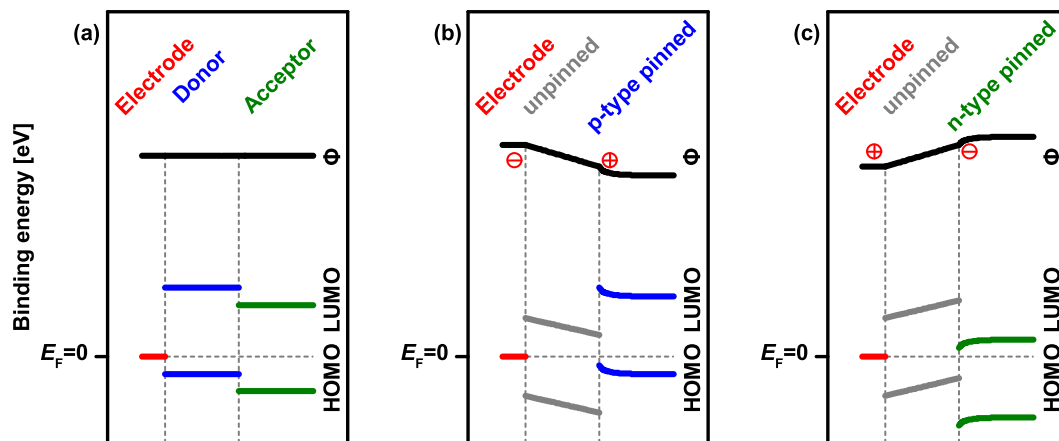 (a)
Electrode
Donor
Acceptor
Binding energy [eV]
Φ
LUMO
HOMO
E_F=0
(b)
Electrode
unpinned
p-type pinned
⊖
⊕
Φ
LUMO
HOMO
E_F=0
(c)
Electrode
unpinned
n-type pinned
⊕
⊖
Φ
LUMO
HOMO
E_F=0